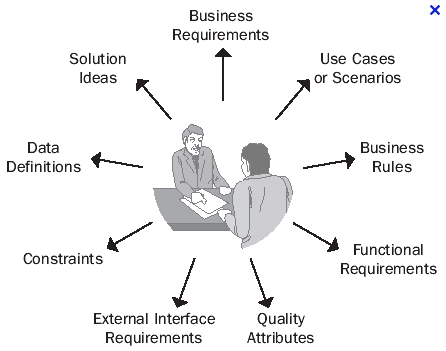 Business
Requirements
Solution
Ideas
Use Cases
or Scenarios
Data
Definitions
Business
Rules
Constraints
Functional
Requirements
External Interface
Requirements
Quality
Attributes